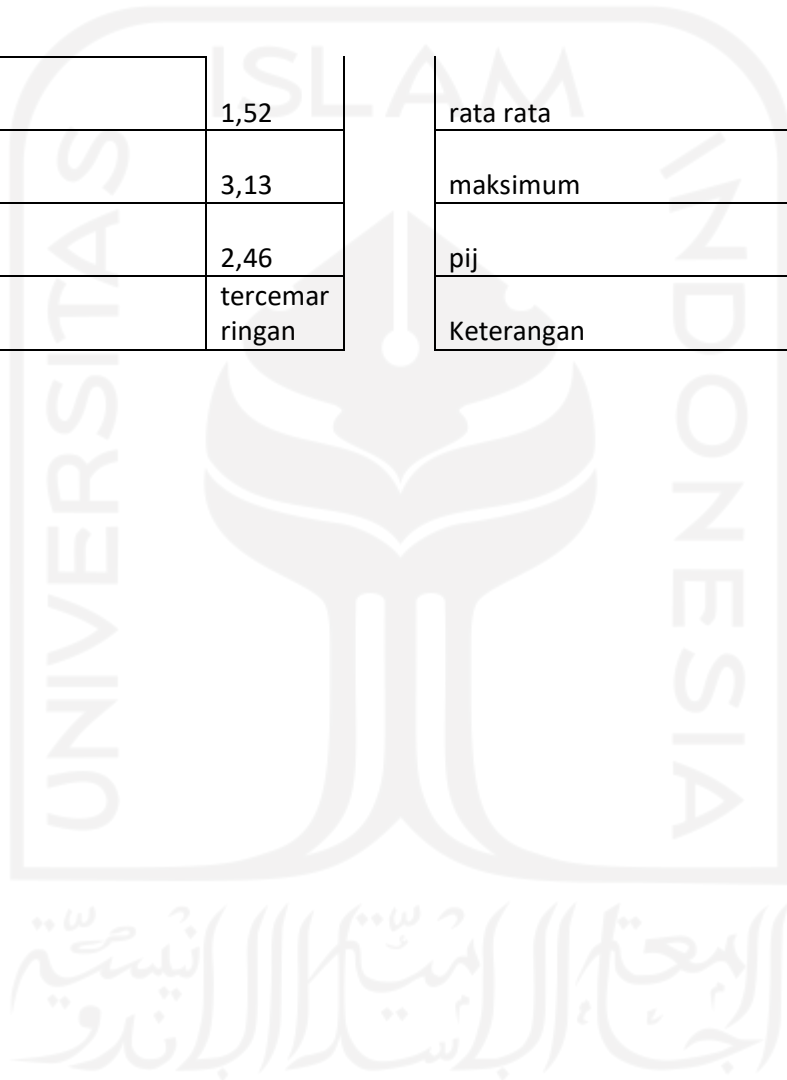 ISLAM
UNIVERSITAS
INDONESIA
1,52
3,13
2,46
tercemar
ringan
rata rata
maksimum
pij
Keterangan